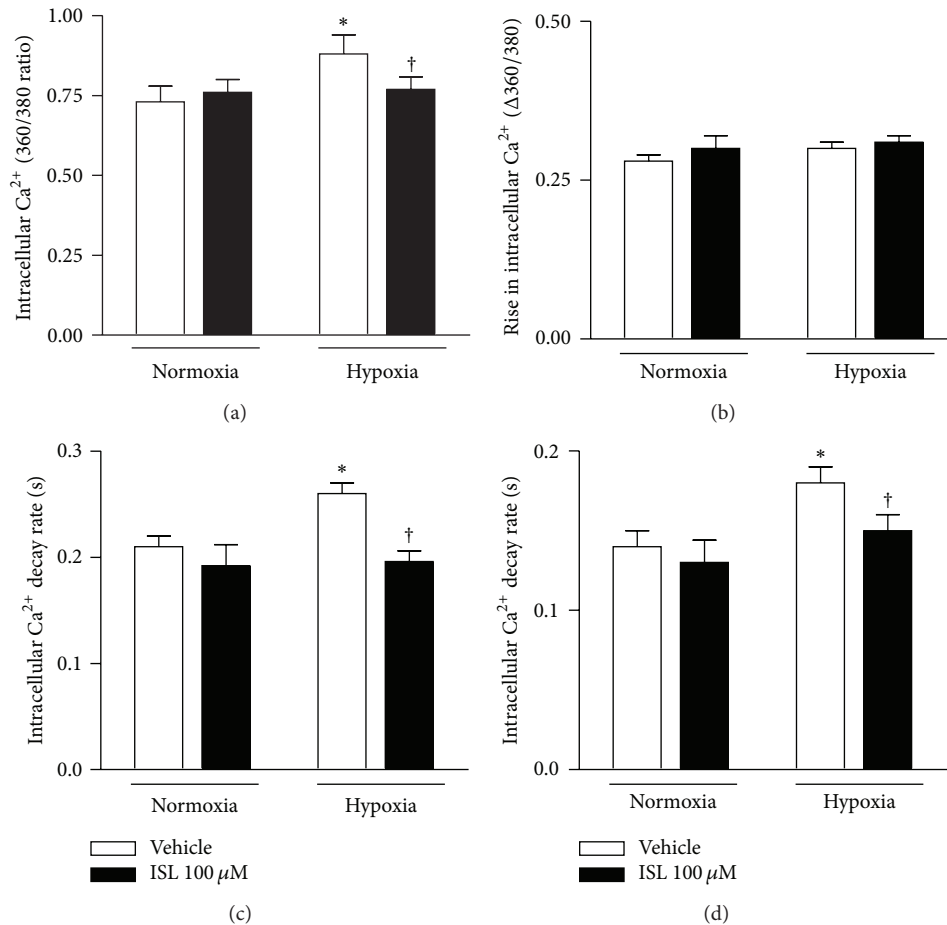 Intracellular Ca²⁺ (360/380 ratio)
1.00
0.75
0.50
0.25
0.00
*
†
Normoxia
Hypoxia
(a)
Rise in intracellular Ca²⁺ (Δ360/380)
0.50
0.25
0.00
Normoxia
Hypoxia
(b)
Intracellular Ca²⁺ decay rate (s)
0.3
0.2
0.1
0.0
*
†
Normoxia
Hypoxia
Vehicle
ISL 100 μM
(c)
Intracellular Ca²⁺ decay rate (s)
0.2
0.1
0.0
*
†
Normoxia
Hypoxia
Vehicle
ISL 100 μM
(d)